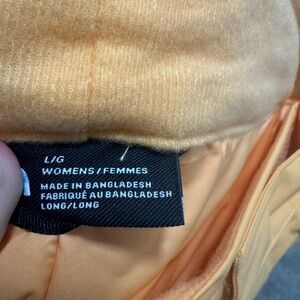 L/G
WOMENS/FEMMES
MADE IN BANGLADESH
FABRIQUÉ AU BANGLADESH
LONG/LONG